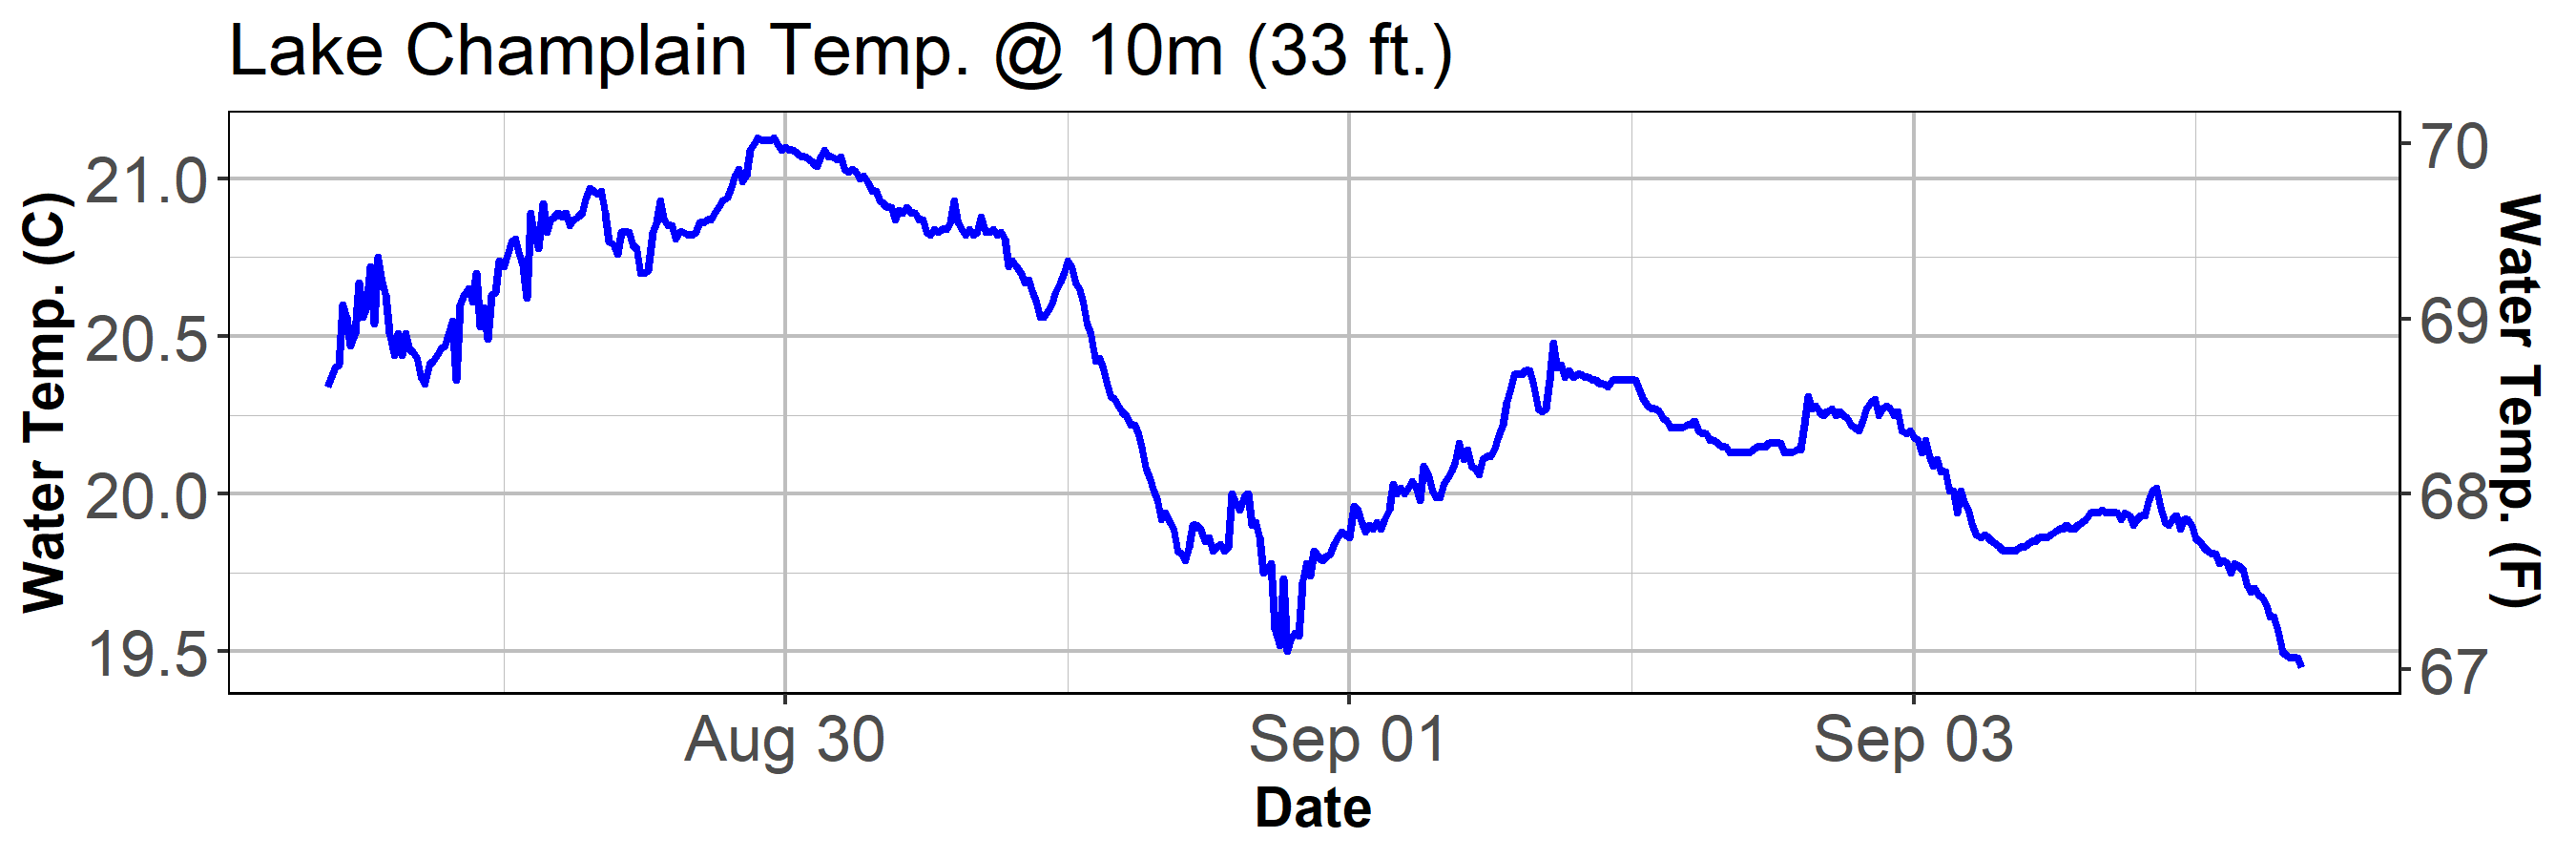 Lake Champlain Temp. @ 10m (33 ft.)
Water Temp. (C)
21.0
20.5
20.0
19.5
70
69
68
67
Water Temp. (F)
Aug 30
Sep 01
Sep 03
Date